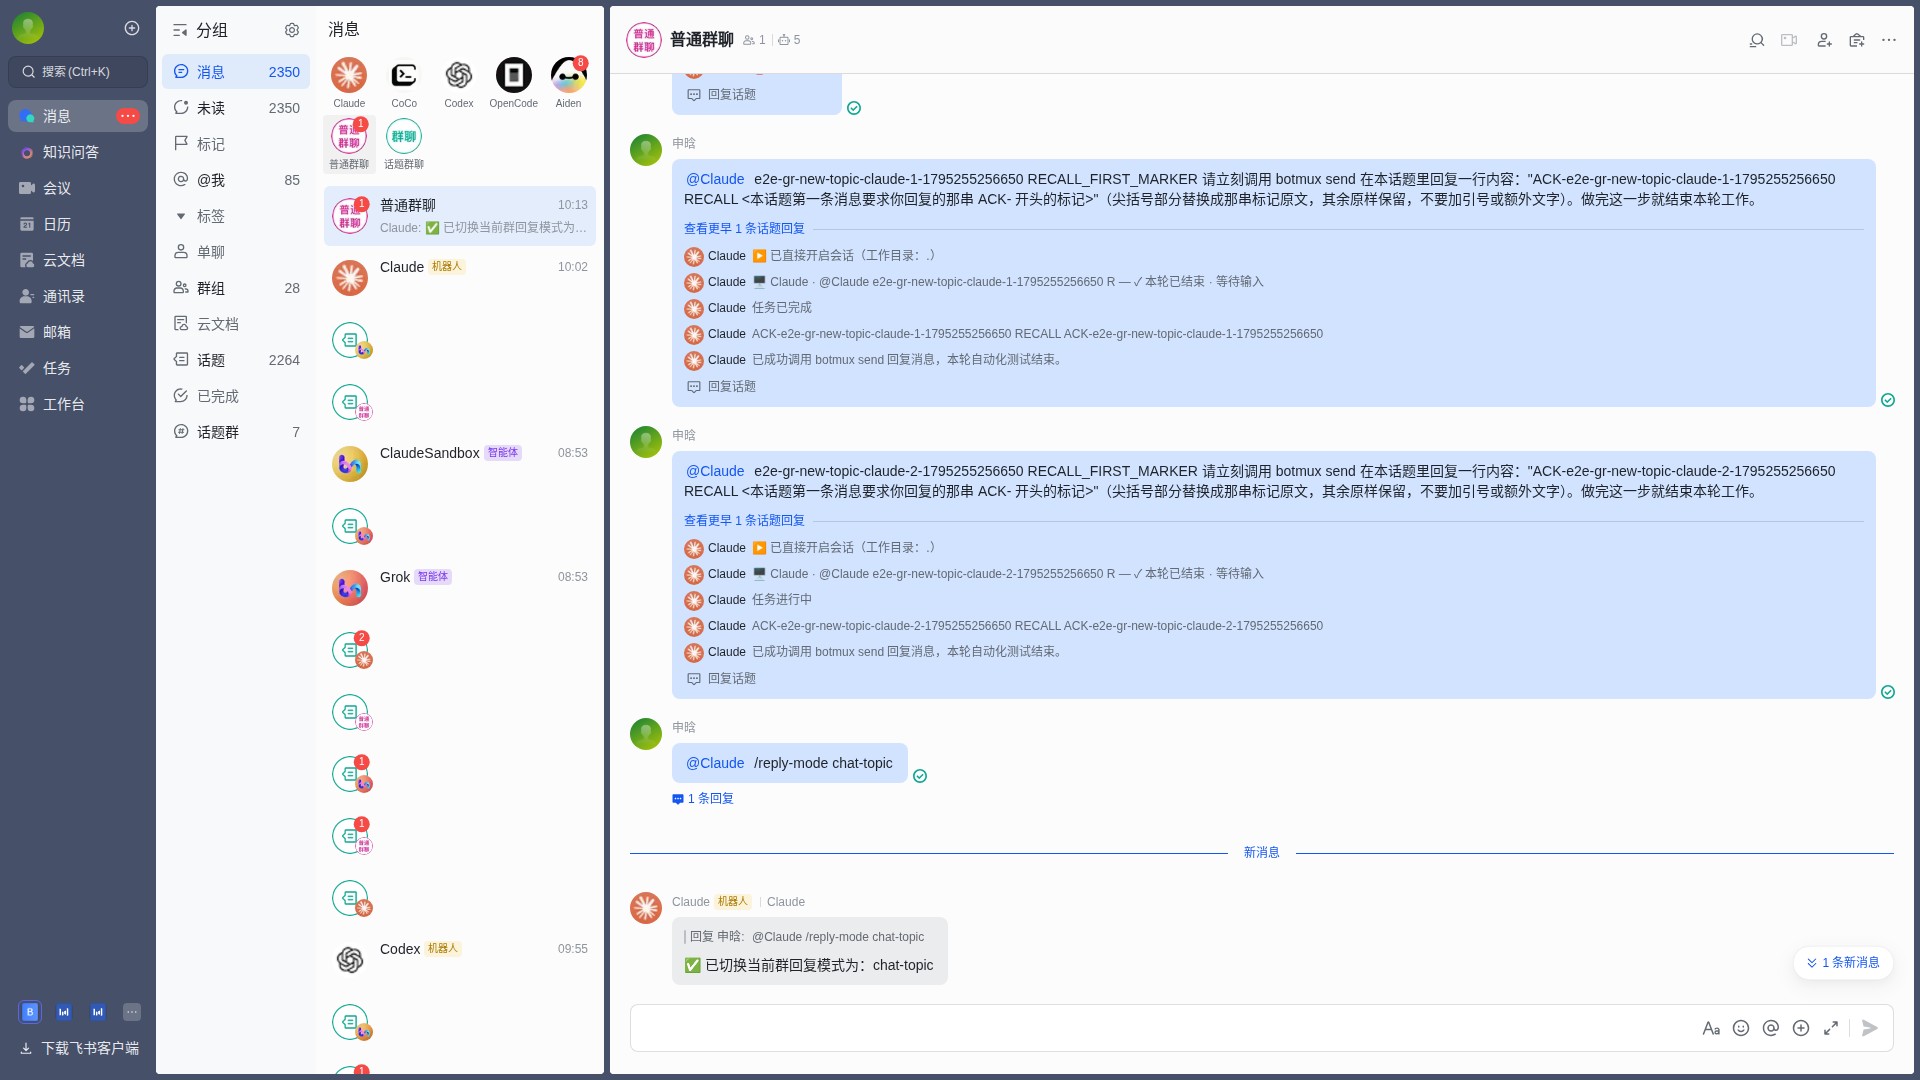 搜索 (Ctrl+K)
消息
知识问答
会议
日历
云文档
通讯录
邮箱
任务
工作台
下载飞书客户端
分组
消息 2350
未读 2350
标记
@我 85
标签
单聊
群组 28
云文档
话题 2264
已完成
话题群 7
消息
Claude
CoCo
Codex
OpenCode
8
Aiden
普通群聊
1
普通群聊
群聊
话题群聊
普通群聊
1
普通群聊 10:13
Claude: ✅ 已切换当前群回复模式为...
Claude 机器人 10:02
ClaudeSandbox 智能体 08:53
Grok 智能体 08:53
2
1
1
Codex 机器人 09:55
1
普通
群聊
普通群聊 1 5
回复话题
申晗
@Claude e2e-gr-new-topic-claude-1-1795255256650 RECALL_FIRST_MARKER 请立刻调用 botmux send 在本话题里回复一行内容："ACK-e2e-gr-new-topic-claude-1-1795255256650
RECALL <本话题第一条消息要求你回复的那串 ACK- 开头的标记>"（尖括号部分替换成那串标记原文，其余原样保留，不要加引号或额外文字）。做完这一步就结束本轮工作。
查看更早 1 条话题回复
Claude ▶️ 已直接开启会话（工作目录：.）
Claude 🖥️ Claude · @Claude e2e-gr-new-topic-claude-1-1795255256650 R — ✓ 本轮已结束 · 等待输入
Claude 任务已完成
Claude ACK-e2e-gr-new-topic-claude-1-1795255256650 RECALL ACK-e2e-gr-new-topic-claude-1-1795255256650
Claude 已成功调用 botmux send 回复消息，本轮自动化测试结束。
回复话题
申晗
@Claude e2e-gr-new-topic-claude-2-1795255256650 RECALL_FIRST_MARKER 请立刻调用 botmux send 在本话题里回复一行内容："ACK-e2e-gr-new-topic-claude-2-1795255256650
RECALL <本话题第一条消息要求你回复的那串 ACK- 开头的标记>"（尖括号部分替换成那串标记原文，其余原样保留，不要加引号或额外文字）。做完这一步就结束本轮工作。
查看更早 1 条话题回复
Claude ▶️ 已直接开启会话（工作目录：.）
Claude 🖥️ Claude · @Claude e2e-gr-new-topic-claude-2-1795255256650 R — ✓ 本轮已结束 · 等待输入
Claude 任务进行中
Claude ACK-e2e-gr-new-topic-claude-2-1795255256650 RECALL ACK-e2e-gr-new-topic-claude-2-1795255256650
Claude 已成功调用 botmux send 回复消息，本轮自动化测试结束。
回复话题
申晗
@Claude /reply-mode chat-topic
1 条回复
新消息
Claude 机器人 | Claude
回复 申晗：@Claude /reply-mode chat-topic
✅ 已切换当前群回复模式为：chat-topic
1 条新消息
Aa